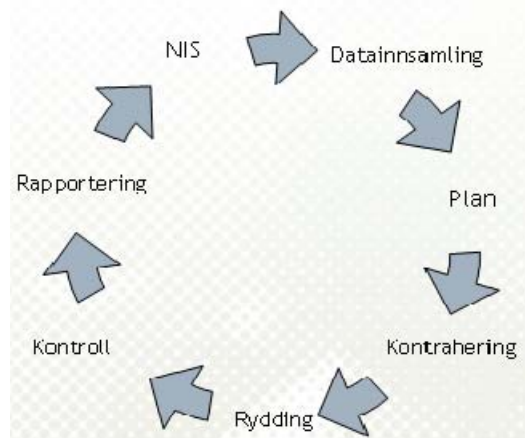 NIS
Datainnsamling
Plan
Kontrahering
Rydding
Kontroll
Rapportering